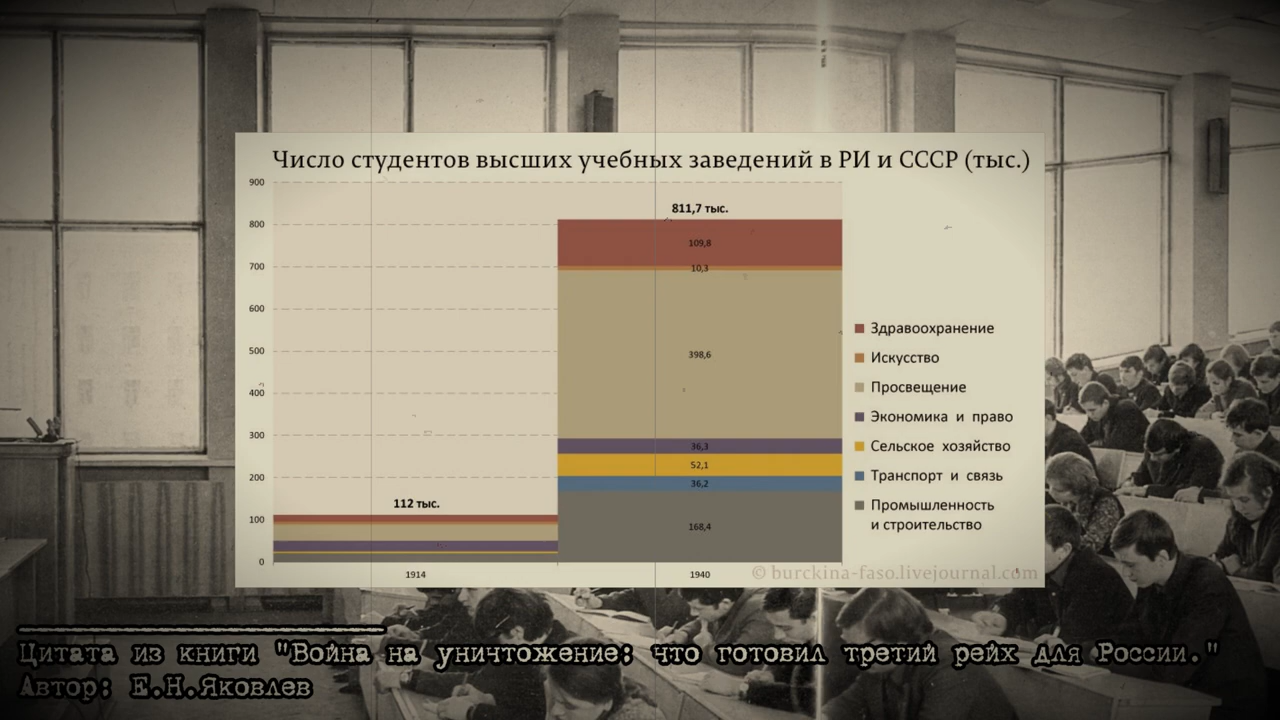 Число студентов высших учебных заведений в РИ и СССР (тыс.)
900
800
700
600
500
400
300
200
100
0
112 тыс.
1914
811,7 тыс.
109,8
10,3
398,6
36,3
52,1
36,2
168,4
1940
Здравоохранение
Искусство
Просвещение
Экономика и право
Сельское хозяйство
Транспорт и связь
Промышленность
и строительство
© burckina-faso.livejournal.com
Цитата из книги "Война на уничтожение: что готовил третий рейх для России."
Автор: Е.Н.Яковлев